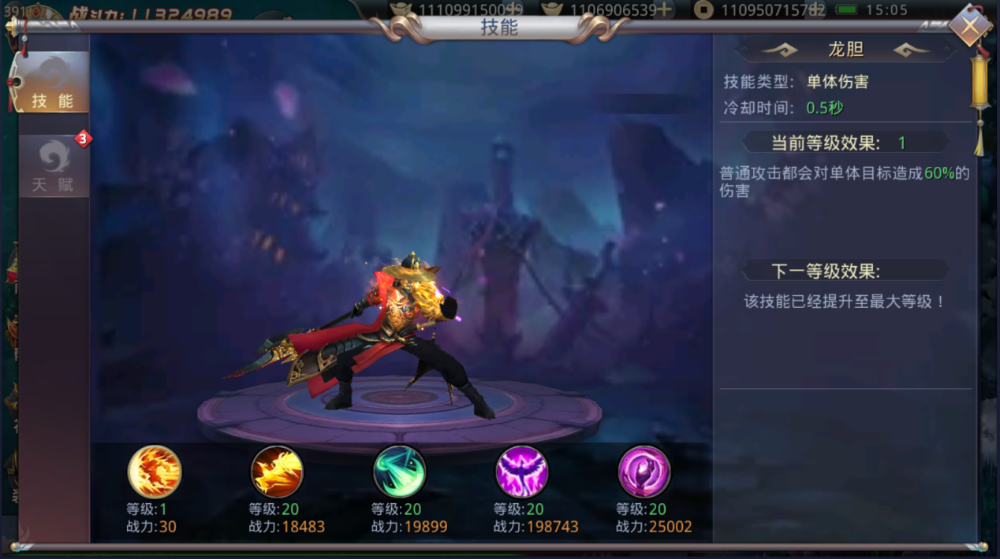 391
战斗力:11324989
111099150099
1106906539
110950715782
15:05
技能
技 能
3
天 赋
龙胆
技能类型: 单体伤害
冷却时间: 0.5秒
当前等级效果: 1
普通攻击都会对单体目标造成60%的
伤害
下一等级效果:
该技能已经提升至最大等级！
等级:1
战力:30
等级:20
战力:18483
等级:20
战力:19899
等级:20
战力:198743
等级:20
战力:25002